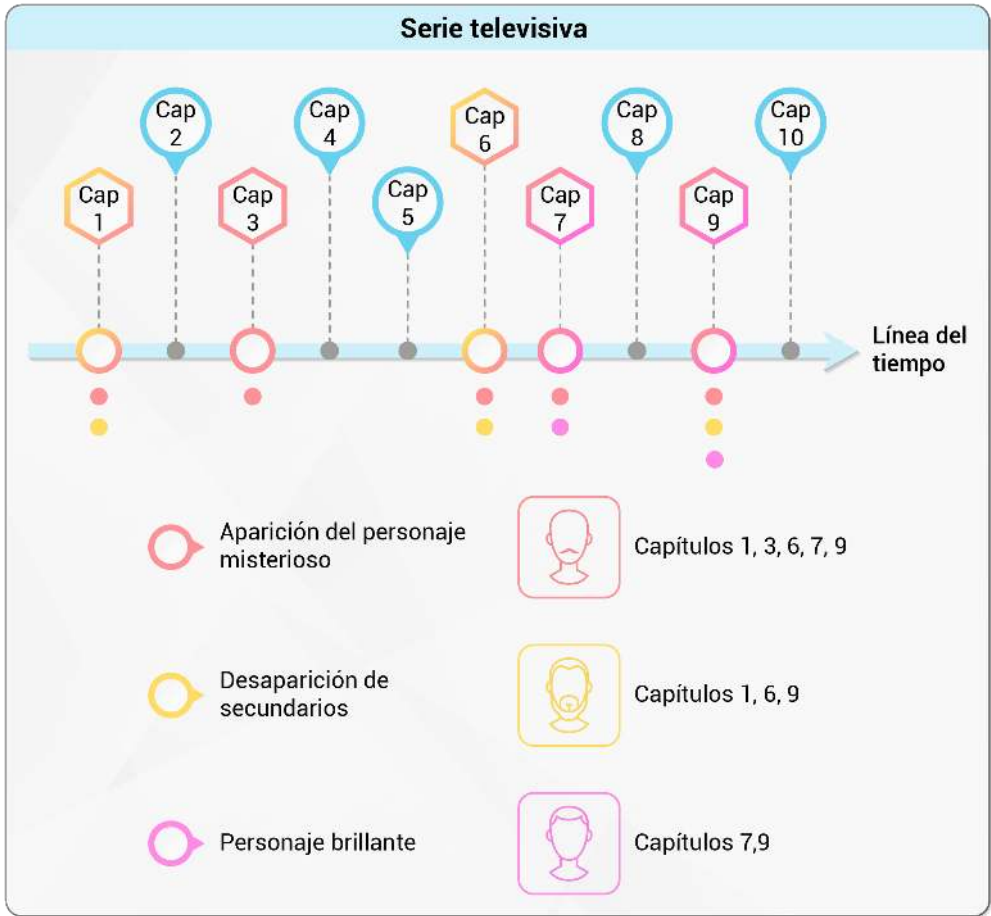 Serie televisiva
Cap
1
Cap
2
Cap
3
Cap
4
Cap
5
Cap
6
Cap
7
Cap
8
Cap
9
Cap
10
Línea del
tiempo
Aparición del personaje
misterioso
Capítulos 1, 3, 6, 7, 9
Desaparición de
secundarios
Capítulos 1, 6, 9
Personaje brillante
Capítulos 7,9